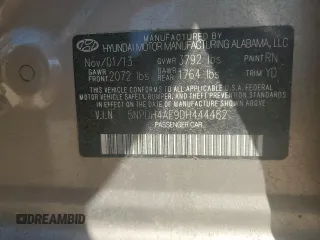 MANUFACTURED BY
HYUNDAI MOTOR MANUFACTURING ALABAMA, LLC
Nov/01/13 GVWR 3792 lbs PAINT RN
GAWR FRONT 2072 lbs GAWR REAR 1764 lbs TRIM YD
THIS VEHICLE CONFORMS TO ALL APPLICABLE U.S.A. FEDERAL
MOTOR VEHICLE SAFETY AND THEFT PREVENTION
STANDARDS IN EFFECT ON THE DATE OF MANUFACTURE
SHOWN ABOVE.
V.I.N 5NPDH4AE9DH444482
PASSENGER CAR
DREAMBID